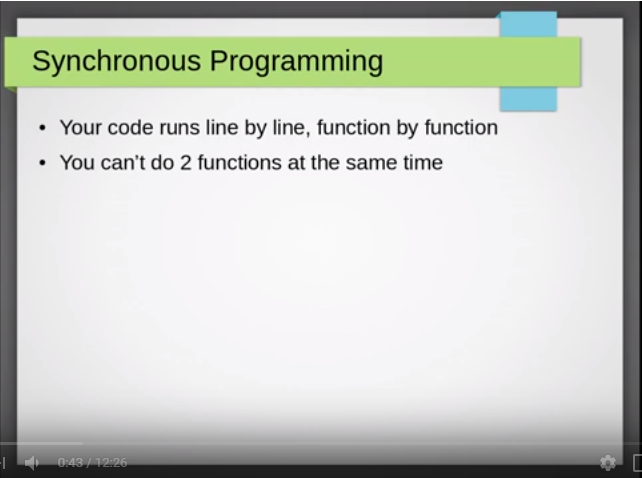 Synchronous Programming
• Your code runs line by line, function by function
• You can't do 2 functions at the same time
0:43 / 12:26